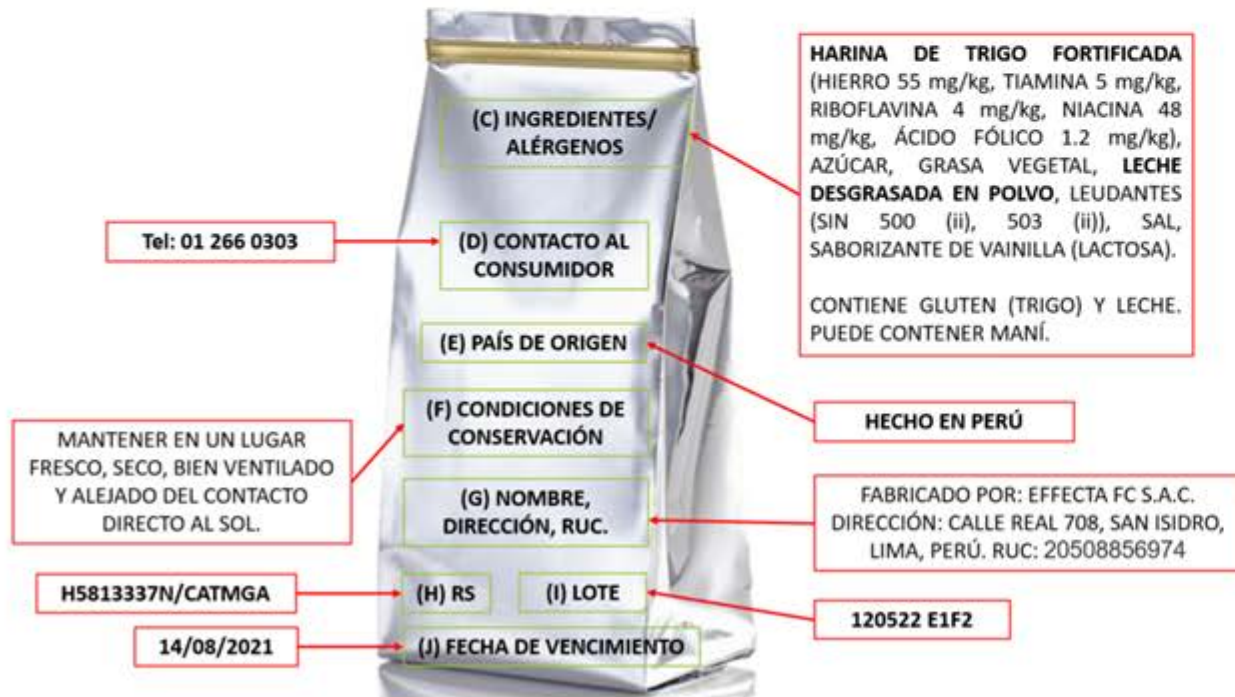 HARINA DE TRIGO FORTIFICADA
(HIERRO 55 mg/kg, TIAMINA 5 mg/kg,
RIBOFLAVINA 4 mg/kg, NIACINA 48
mg/kg, ÁCIDO FÓLICO 1.2 mg/kg),
AZÚCAR, GRASA VEGETAL, LECHE
DESGRASADA EN POLVO, LEUDANTES
(SIN 500 (ii), 503 (ii)), SAL,
SABORIZANTE DE VAINILLA (LACTOSA).
CONTIENE GLUTEN (TRIGO) Y LECHE.
PUEDE CONTENER MANÍ.
(C) INGREDIENTES/
ALÉRGENOS
Tel: 01 266 0303
(D) CONTACTO AL
CONSUMIDOR
(E) PAÍS DE ORIGEN
HECHO EN PERÚ
(F) CONDICIONES DE
CONSERVACIÓN
MANTENER EN UN LUGAR
FRESCO, SECO, BIEN VENTILADO
Y ALEJADO DEL CONTACTO
DIRECTO AL SOL.
(G) NOMBRE,
DIRECCIÓN, RUC.
FABRICADO POR: EFFECTA FC S.A.C.
DIRECCIÓN: CALLE REAL 708, SAN ISIDRO,
LIMA, PERÚ. RUC: 20508856974
H5813337N/CATMGA
(H) RS
(I) LOTE
120522 E1F2
14/08/2021
(J) FECHA DE VENCIMIENTO